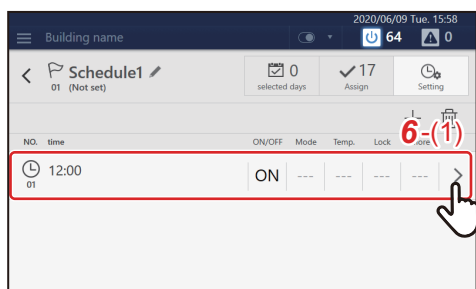 2020/06/09 Tue. 15:58
Building name 64 0
Schedule1
01 (Not set)
0
selected days
17
Assign
Setting
6-(1)
NO. time ON/OFF Mode Temp. Lock
12:00 ON --- --- --- ---
01